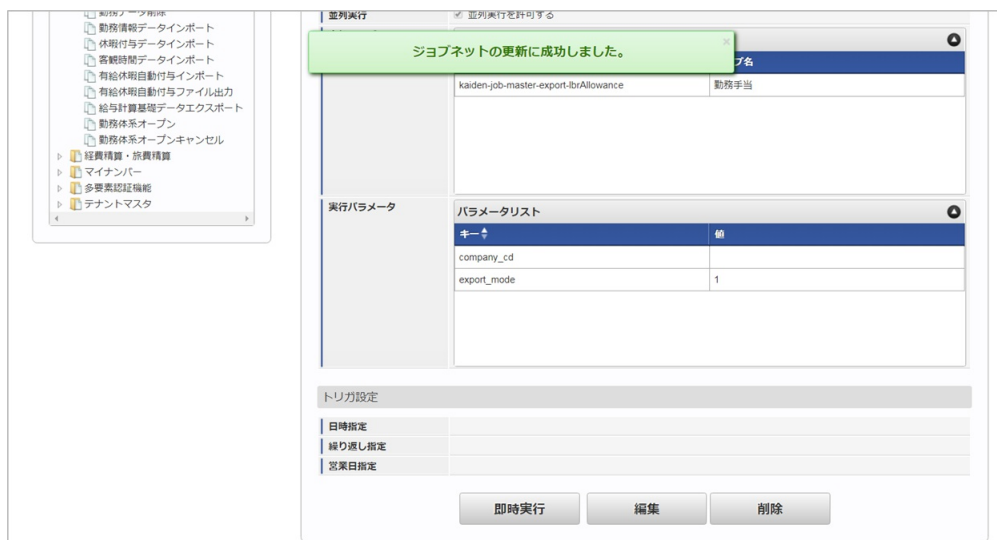 勤務データ削除
勤務情報データインポート
休暇付与データインポート
客観時間データインポート
有給休暇自動付与インポート
有給休暇自動付与ファイル出力
給与計算基礎データエクスポート
勤務体系オープン
勤務体系オープンキャンセル
経費精算・旅費精算
マイナンバー
多要素認証機能
テナントマスタ
並列実行
並列実行を許可する
ジョブネットの更新に成功しました。
×
ブ名
kaiden-job-master-export-lbrAllowance
勤務手当
実行パラメータ
パラメータリスト
キー
値
company_cd
export_mode
1
トリガ設定
日時指定
繰り返し指定
営業日指定
即時実行
編集
削除